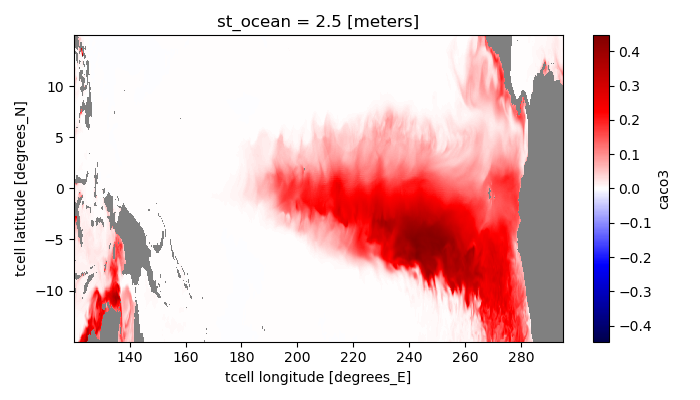 st_ocean = 2.5 [meters]
10
5
0
−5
−10
tcell latitude [degrees_N]
140 160 180 200 220 240 260 280
tcell longitude [degrees_E]
0.4
0.3
0.2
0.1
0.0
−0.1
−0.2
−0.3
−0.4
caco3